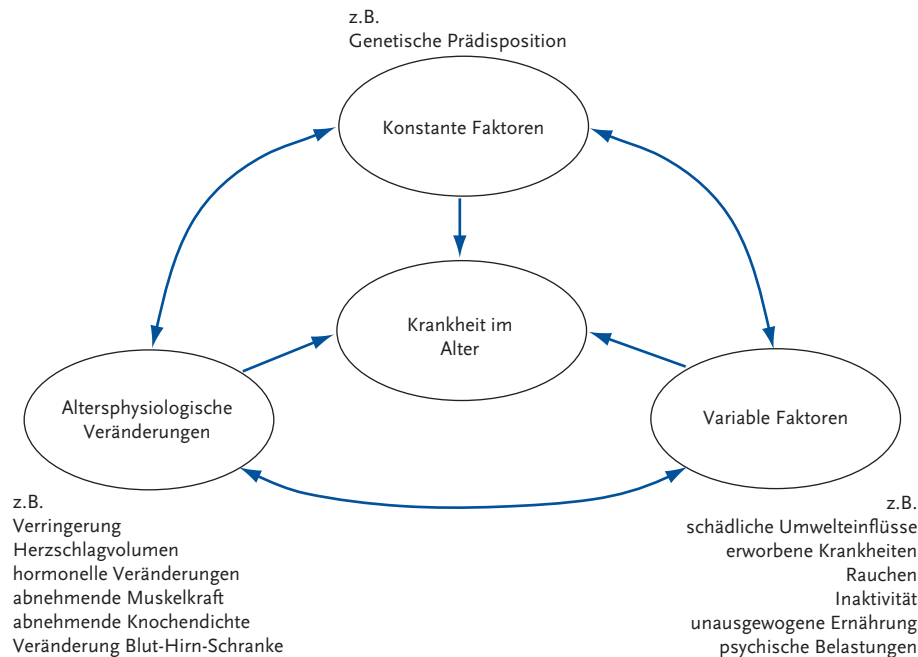 z.B.
Genetische Prädisposition
Konstante Faktoren
Krankheit im
Alter
Altersphysiologische
Veränderungen
Variable Faktoren
z.B.
Verringerung
Herzschlagvolumen
hormonelle Veränderungen
abnehmende Muskelkraft
abnehmende Knochendichte
Veränderung Blut-Hirn-Schranke
z.B.
schädliche Umwelteinflüsse
erworbene Krankheiten
Rauchen
Inaktivität
unausgewogene Ernährung
psychische Belastungen